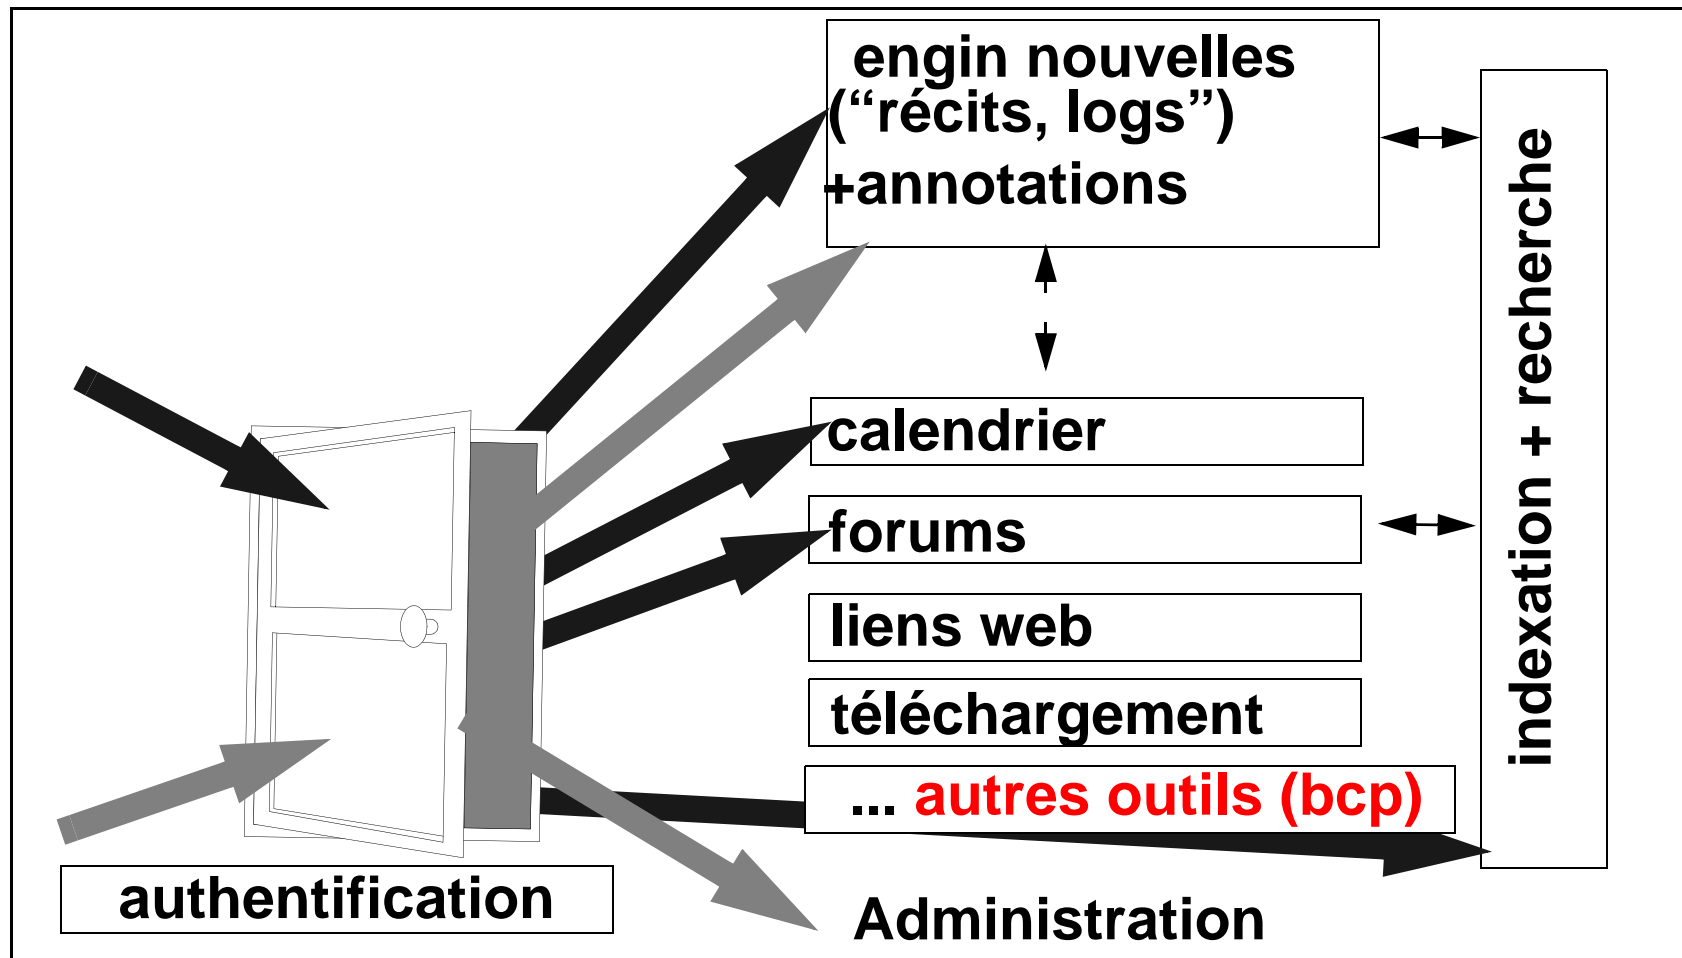 engin nouvelles
(“récits, logs”)
+annotations
calendrier
forums
liens web
téléchargement
... autres outils (bcp)
indexation + recherche
authentification
Administration